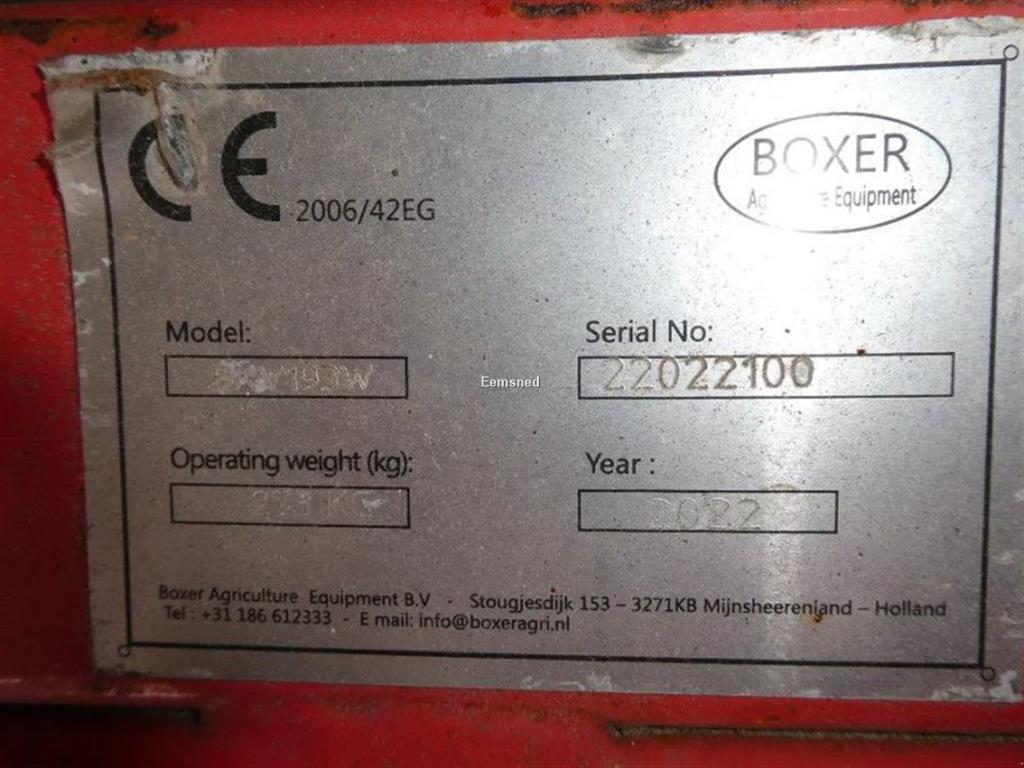 CE 2006/42EG
BOXER
Equipment
Model:
Serial No:
22022100
Eemsned
Operating weight (kg):
Year :
2022
Boxer Agriculture Equipment B.V - Stougjesdijk 153 – 3271KB Mijnsheerenland – Holland
Tel : +31 186 612333 - E mail: info@boxeragri.nl